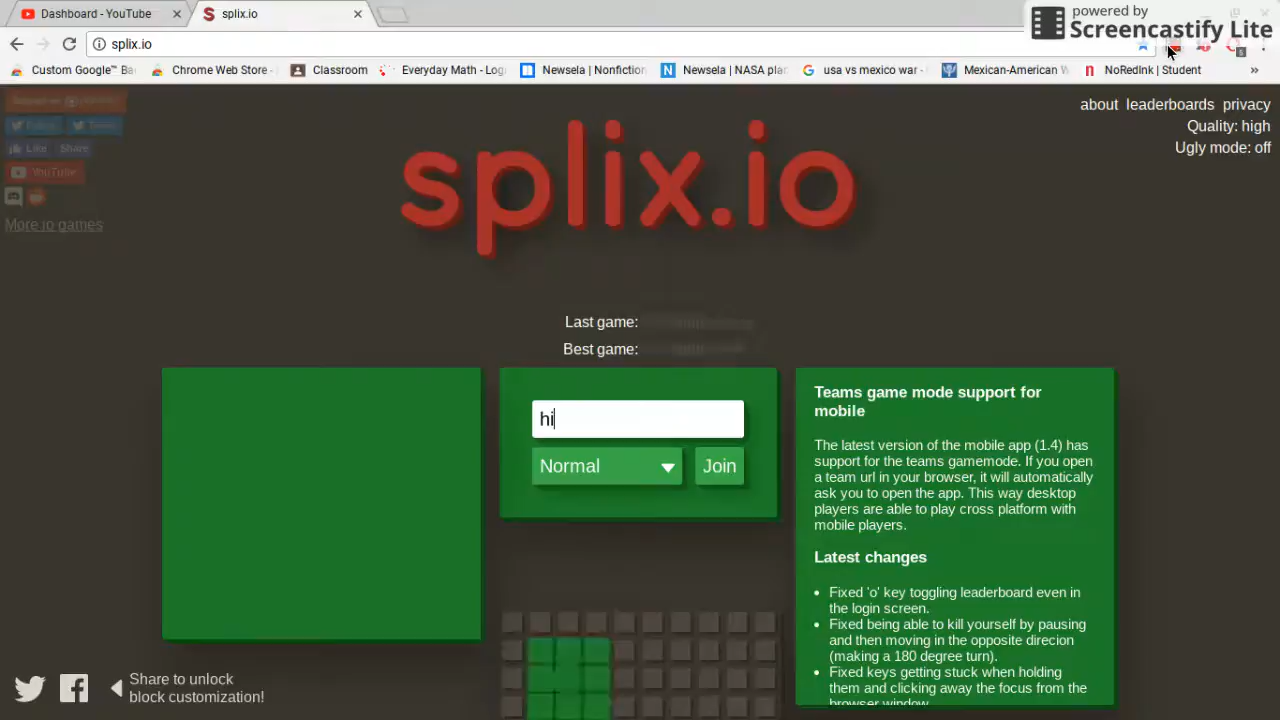 Dashboard - YouTube
splix.io
powered by
Screencastify Lite
splix.io
Custom Google™ Ba
Chrome Web Store -
Classroom
Everyday Math - Log
Newsela | Nonfiction
Newsela | NASA plan
usa vs mexico war -
Mexican-American W
NoRedInk | Student
»
about leaderboards privacy
Quality: high
Ugly mode: off
Like Share
YouTube
More io games
splix.io
Last game:
Best game:
hi
Normal
Join
Teams game mode support for
mobile
The latest version of the mobile app (1.4) has
support for the teams gamemode. If you open
a team url in your browser, it will automatically
ask you to open the app. This way desktop
players are able to play cross platform with
mobile players.
Latest changes
• Fixed 'o' key toggling leaderboard even in
the login screen.
• Fixed being able to kill yourself by pausing
and then moving in the opposite direcion
(making a 180 degree turn).
• Fixed keys getting stuck when holding
them and clicking away the focus from the
browser window.
Share to unlock
block customization!